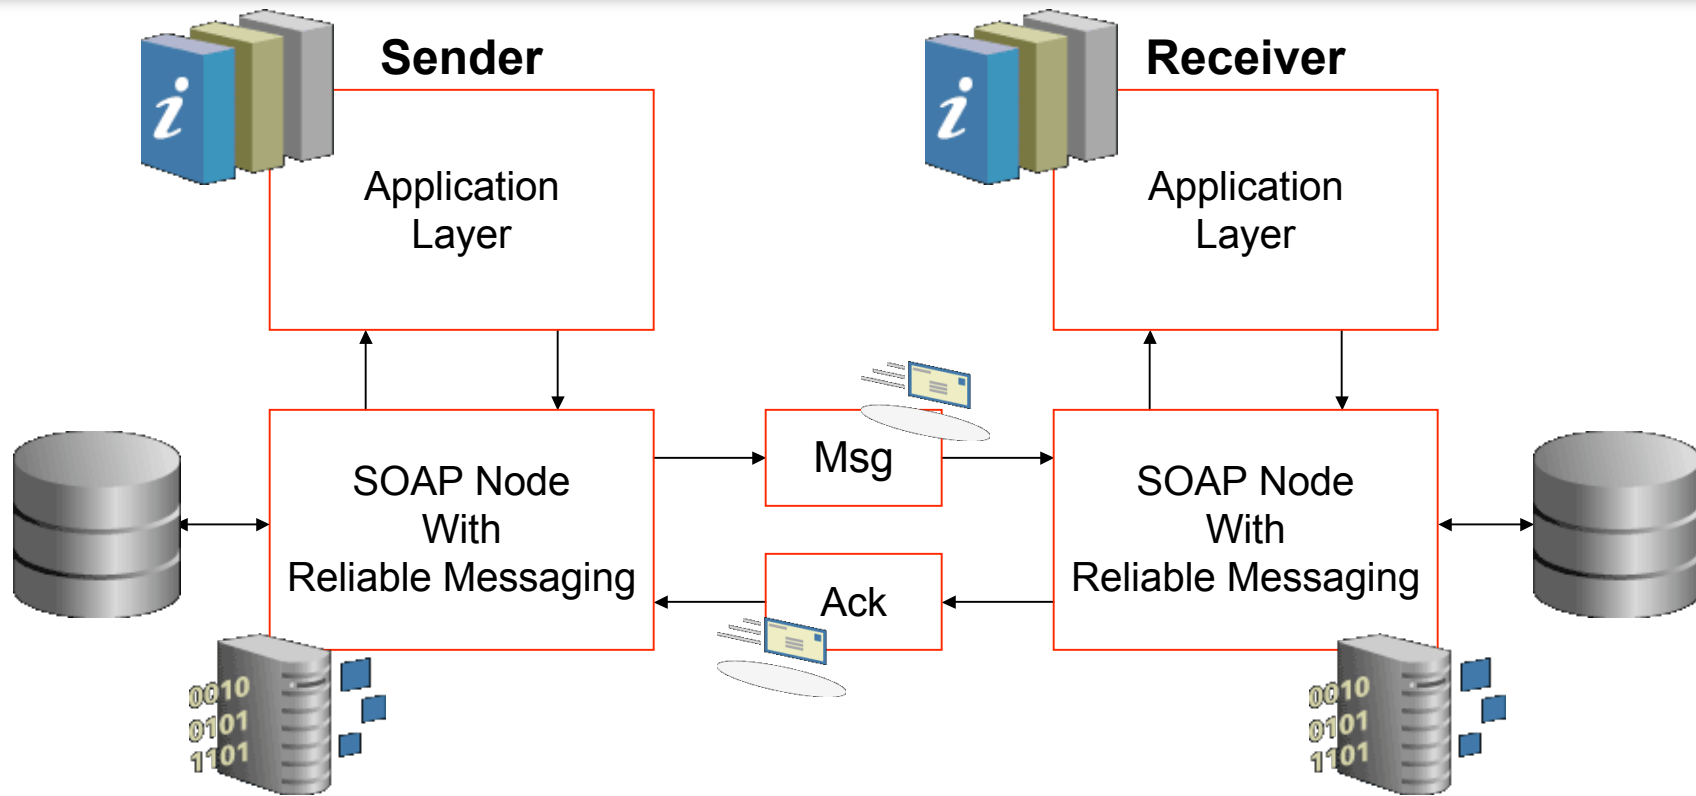 Sender
Receiver
i
i
Application
Layer
Application
Layer
Msg
SOAP Node
With
Reliable Messaging
SOAP Node
With
Reliable Messaging
Ack
0010
0101
1101
0010
0101
1101